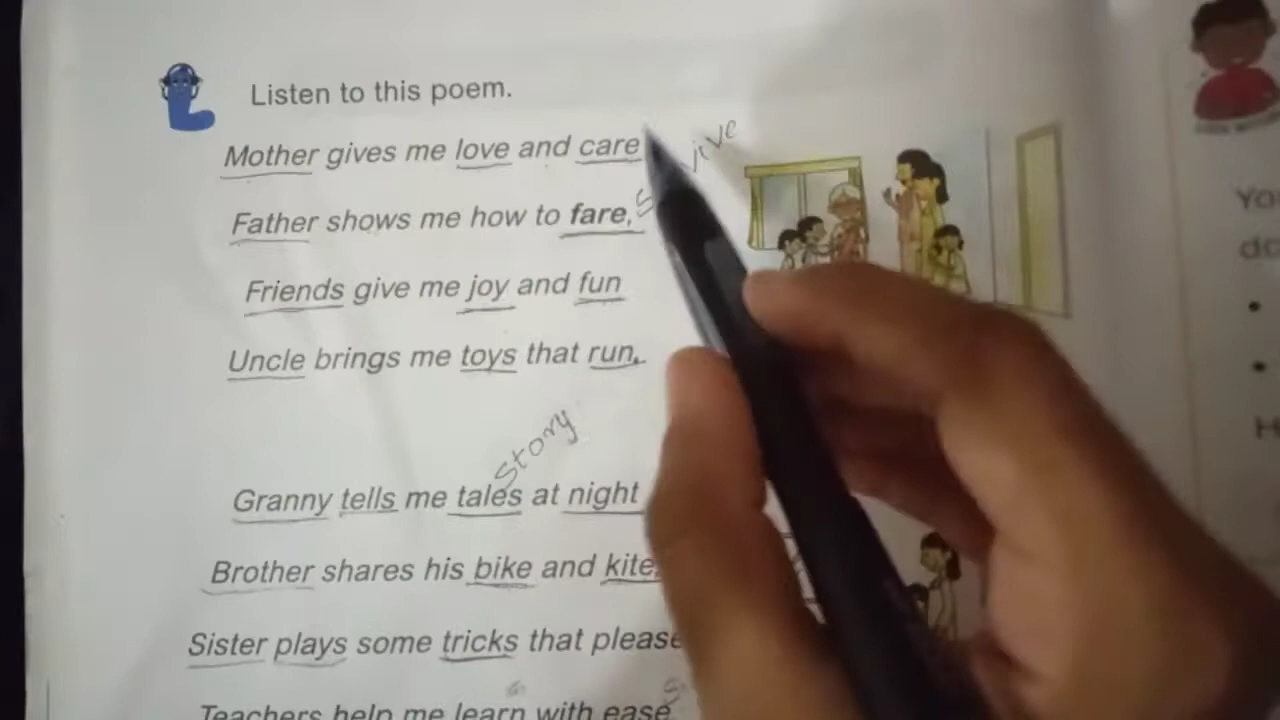 Listen to this poem.
Mother gives me love and care
Father shows me how to fare,
Friends give me joy and fun
Uncle brings me toys that run.
story
Granny tells me tales at night
Brother shares his bike and kite,
Sister plays some tricks that please
Teachers help me learn with ease.